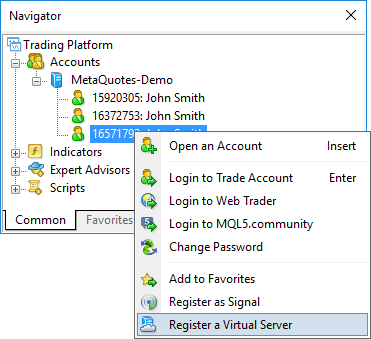 Navigator
Trading Platform
Accounts
MetaQuotes-Demo
15920305: John Smith
16372753: John Smith
Indicators
Expert Advisors
Scripts
Common
Favorites
Open an Account Insert
Login to Trade Account Enter
Login to Web Trader
Login to MQL5.community
Change Password
Add to Favorites
Register as Signal
Register a Virtual Server